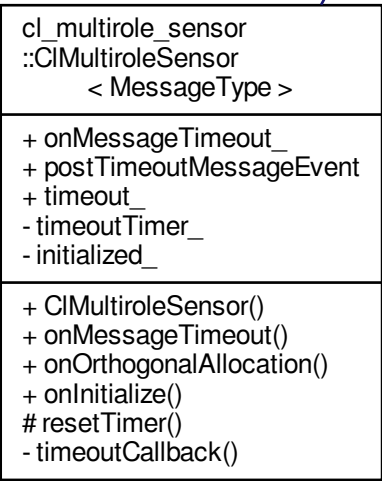 cl_multirole_sensor
::ClMultiroleSensor
< MessageType >
+ onMessageTimeout_
+ postTimeoutMessageEvent
+ timeout_
- timeoutTimer_
- initialized_
+ ClMultiroleSensor()
+ onMessageTimeout()
+ onOrthogonalAllocation()
+ onInitialize()
# resetTimer()
- timeoutCallback()